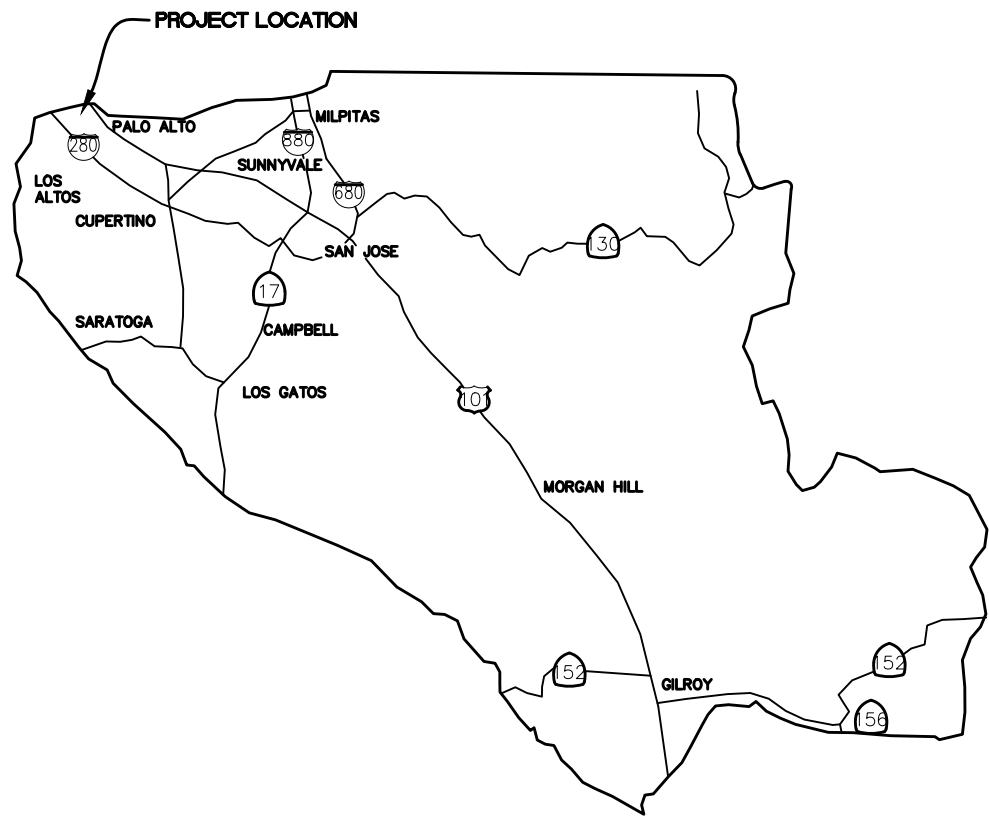 PROJECT LOCATION
MILPITAS
PALO ALTO
880
280
SUNNYVALE
LOS
ALTOS
680
CUPERTINO
130
SAN JOSE
17
SARATOGA
CAMPBELL
LOS GATOS
101
MORGAN HILL
152
152
GILROY
156